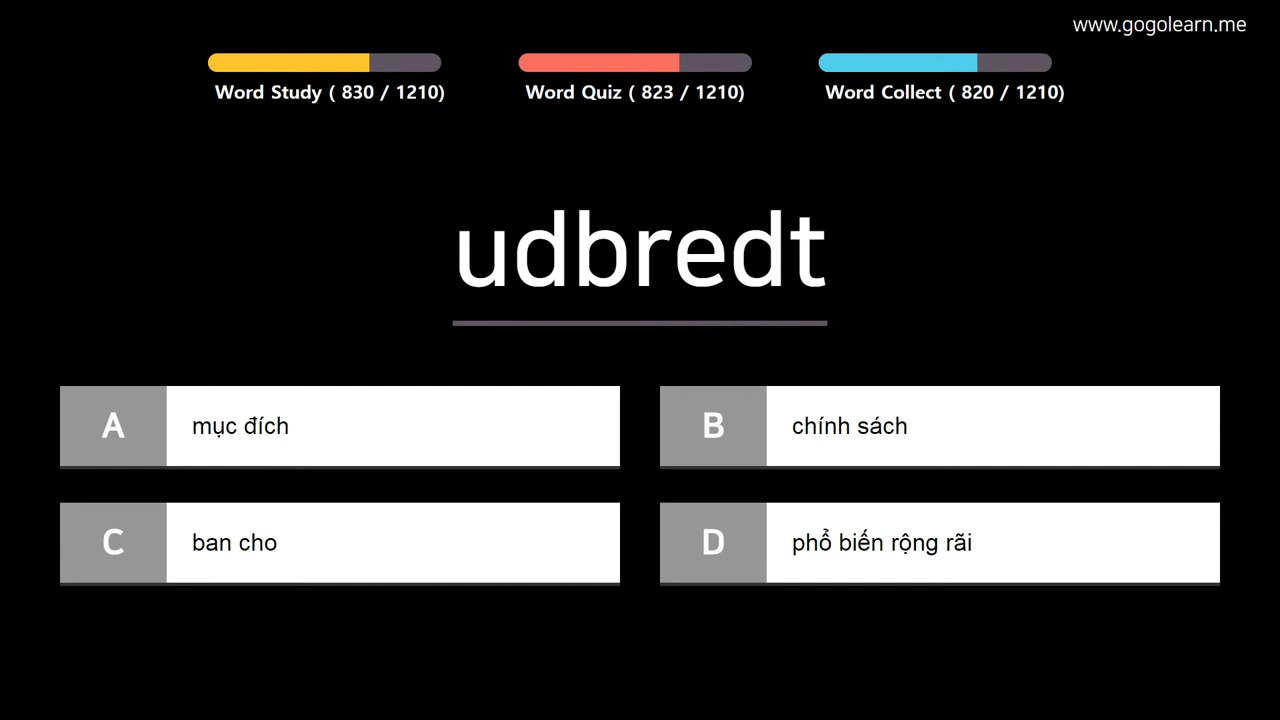 www.gogolearn.me
Word Study ( 830 / 1210)
Word Quiz ( 823 / 1210)
Word Collect ( 820 / 1210)
udbredt
A
mục đích
B
chính sách
C
ban cho
D
phổ biến rộng rãi